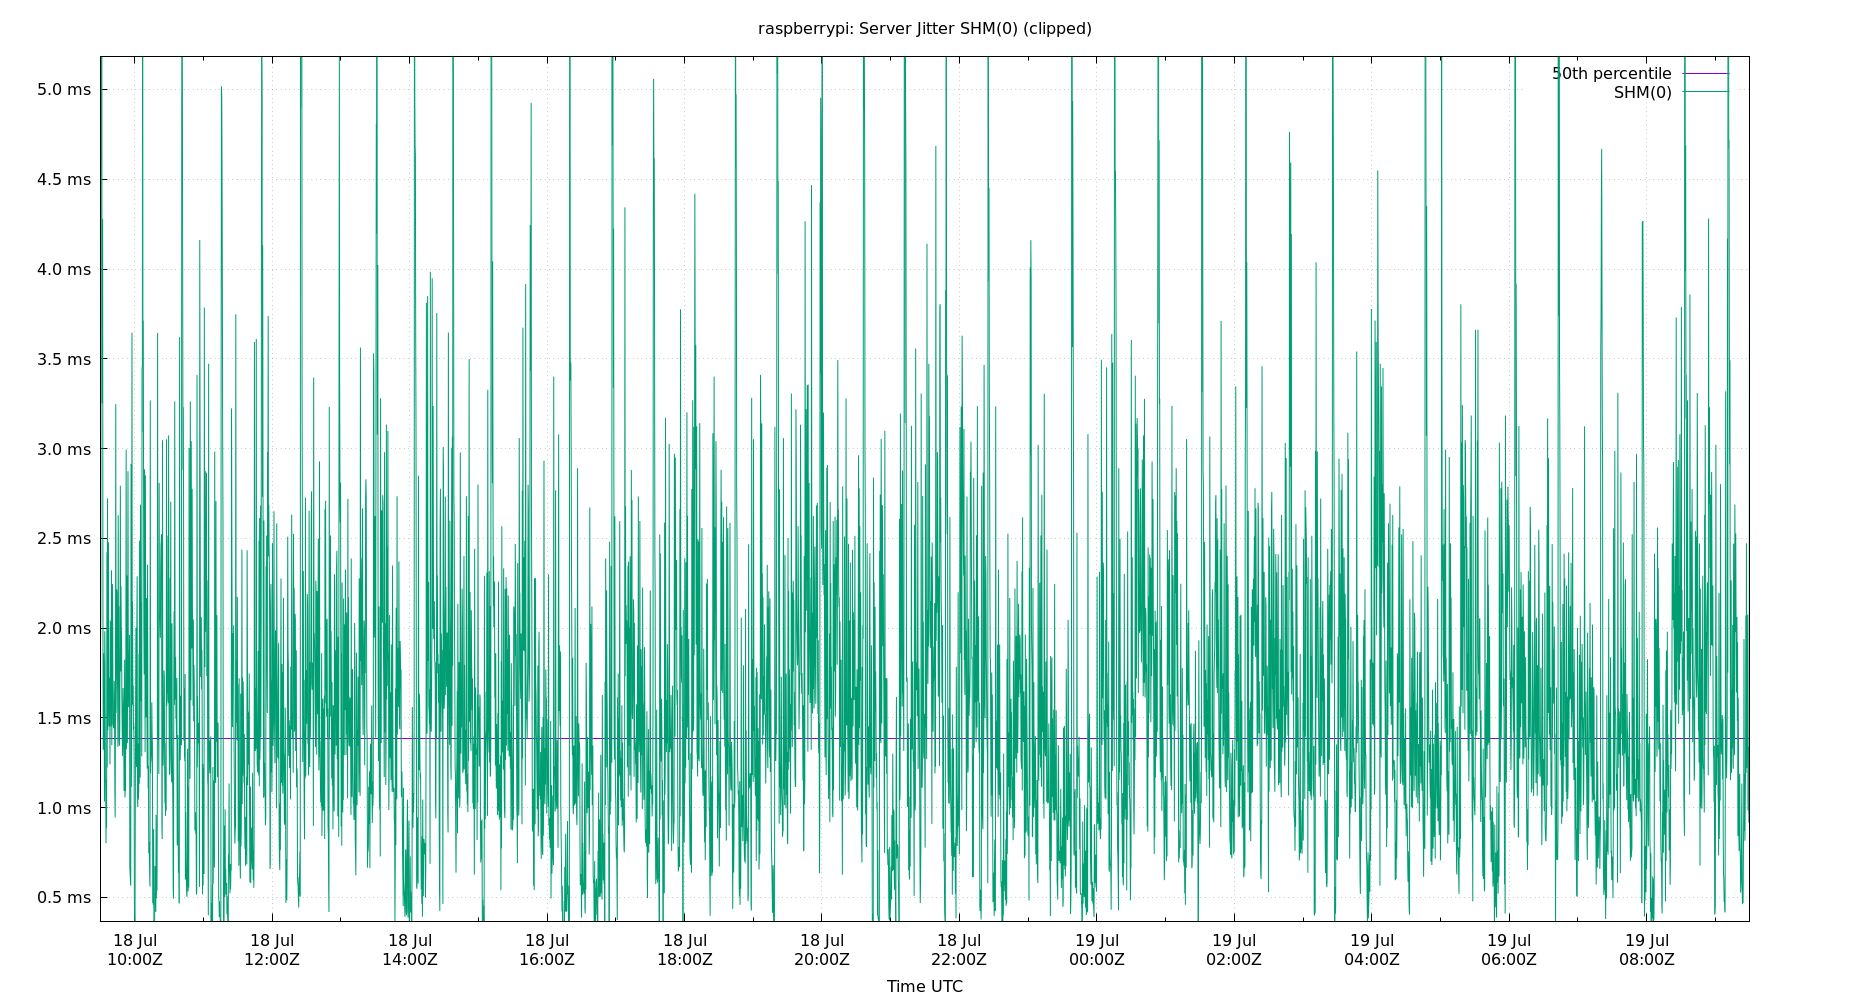 raspberrypi: Server Jitter SHM(0) (clipped)
50th percentile
SHM(0)
5.0 ms
4.5 ms
4.0 ms
3.5 ms
3.0 ms
2.5 ms
2.0 ms
1.5 ms
1.0 ms
0.5 ms
18 Jul 18 Jul 18 Jul 18 Jul 18 Jul 18 Jul 18 Jul 19 Jul 19 Jul 19 Jul 19 Jul 19 Jul
10:00Z 12:00Z 14:00Z 16:00Z 18:00Z 20:00Z 22:00Z 00:00Z 02:00Z 04:00Z 06:00Z 08:00Z
Time UTC